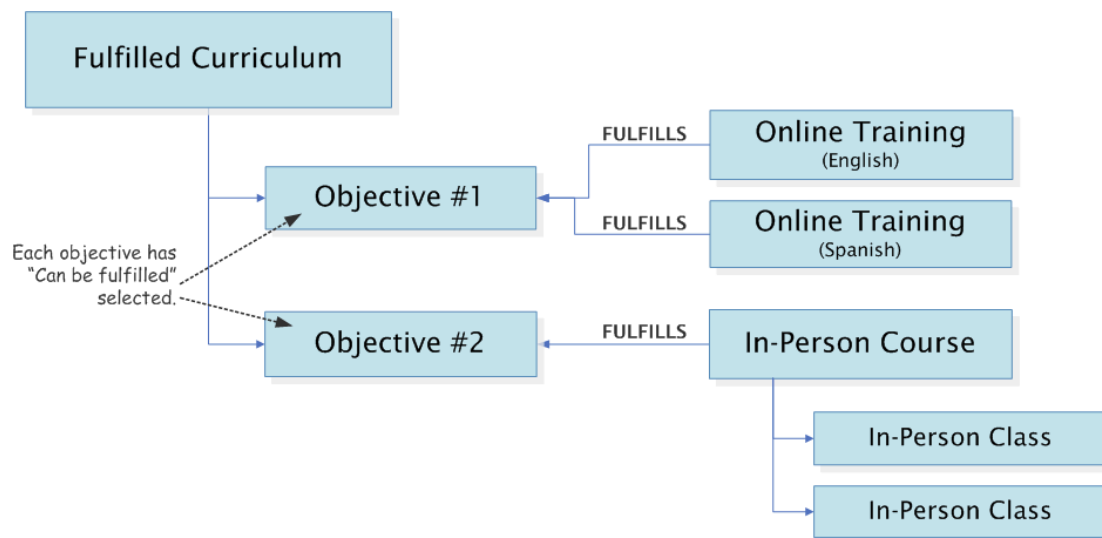 Fulfilled Curriculum
FULFILLS
Online Training
(English)
Objective #1
FULFILLS
Online Training
(Spanish)
Each objective has
“Can be fulfilled”
selected.
Objective #2
FULFILLS
In-Person Course
In-Person Class
In-Person Class